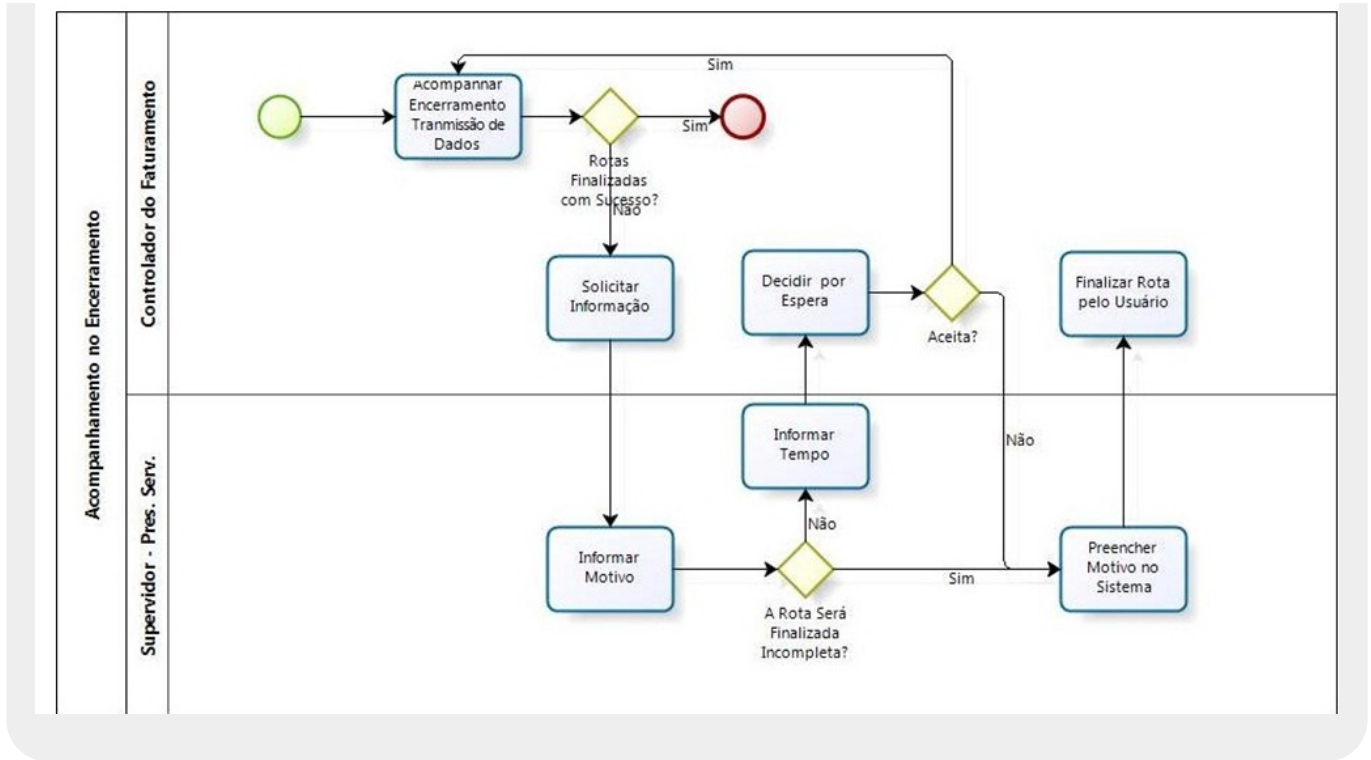 Acompanhamento no Encerramento
Controlador do Faturamento
Supervidor - Pres. Serv.
Acompannar
Encerramento
Tranmissão de
Dados
Rotas
Finalizadas
com Sucesso?
Sim
Não
Sim
Solicitar
Informação
Decidir por
Espera
Aceita?
Finalizar Rota
pelo Usuário
Informar
Tempo
Não
Não
Informar
Motivo
A Rota Será
Finalizada
Incompleta?
Sim
Preencher
Motivo no
Sistema